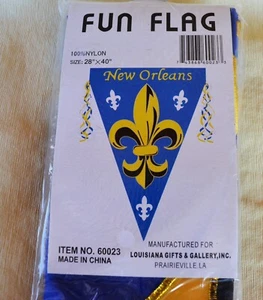 FUN FLAG
100%NYLON
SIZE: 28"X40"
New Orleans
ITEM NO. 60023
MADE IN CHINA
MANUFACTURED FOR
LOUISIANA GIFTS & GALLERY,INC.
PRAIRIEVILLE,LA